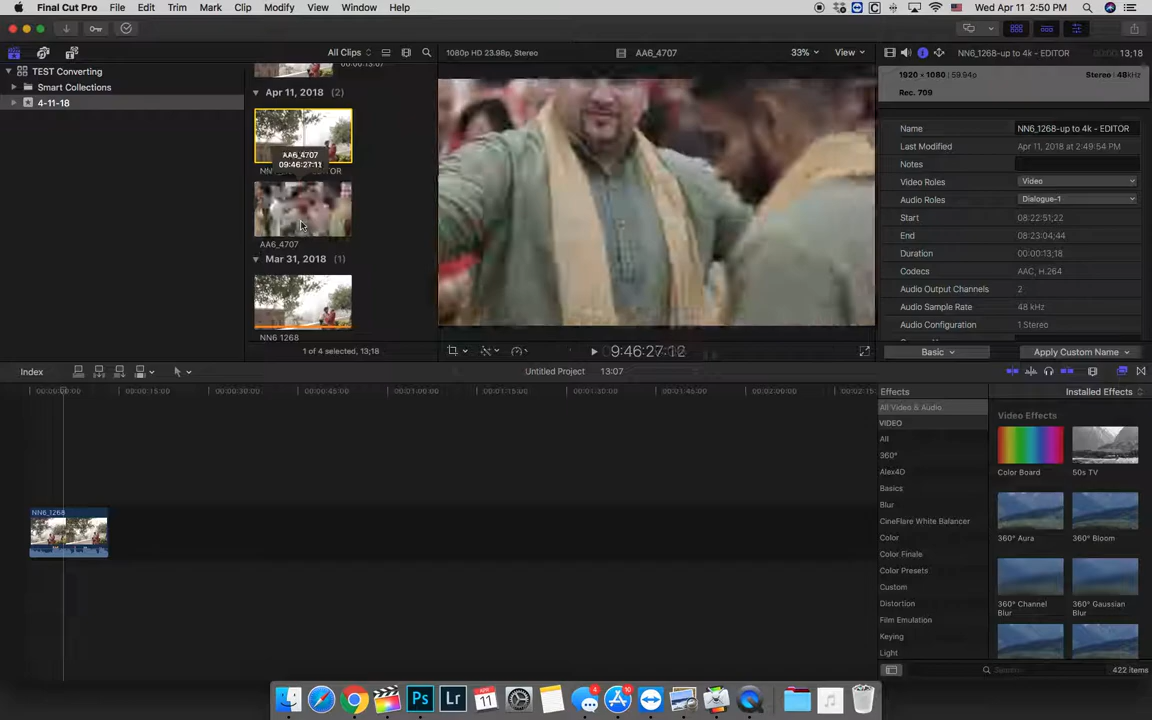 Final Cut Pro File Edit Trim Mark Clip Modify View Window Help Wed Apr 11 2:50 PM
All Clips 1080p HD 23.98p, Stereo AA6_4707 33% View NN6_1268-up to 4k - EDITOR 13;18
TEST Converting
Smart Collections
4-11-18
Apr 11, 2018 (2)
AA6_4707
09:46:27:11
AA6_4707
Mar 31, 2018 (1)
NN6 1268
1 of 4 selected, 13;18
9:46:27:12
1920 × 1080 | 59.94p Stereo | 48kHz
Rec. 709
Name NN6_1268-up to 4k - EDITOR
Last Modified Apr 11, 2018 at 2:49:54 PM
Notes
Video Roles Video
Audio Roles Dialogue-1
Start 08:22:51;22
End 08:23:04;44
Duration 00:00:13;18
Codecs AAC, H.264
Audio Output Channels 2
Audio Sample Rate 48 kHz
Audio Configuration 1 Stereo
Basic Apply Custom Name
Index Untitled Project 13:07
00:00:15:00 00:00:30:00 00:00:45:00 00:01:00:00 00:01:15:00 00:01:30:00 00:01:45:00 00:02:00:00
NN6_1268
Effects Installed Effects
All Video & Audio
VIDEO
All
360°
Alex4D
Basics
Blur
CineFlare White Balancer
Color
Color Finale
Color Presets
Custom
Distortion
Film Emulation
Keying
Light
Video Effects
Color Board 50s TV
360° Aura 360° Bloom
360° Channel
Blur
360° Gaussian
Blur
422 items
Ps Lr APR 11 4 10